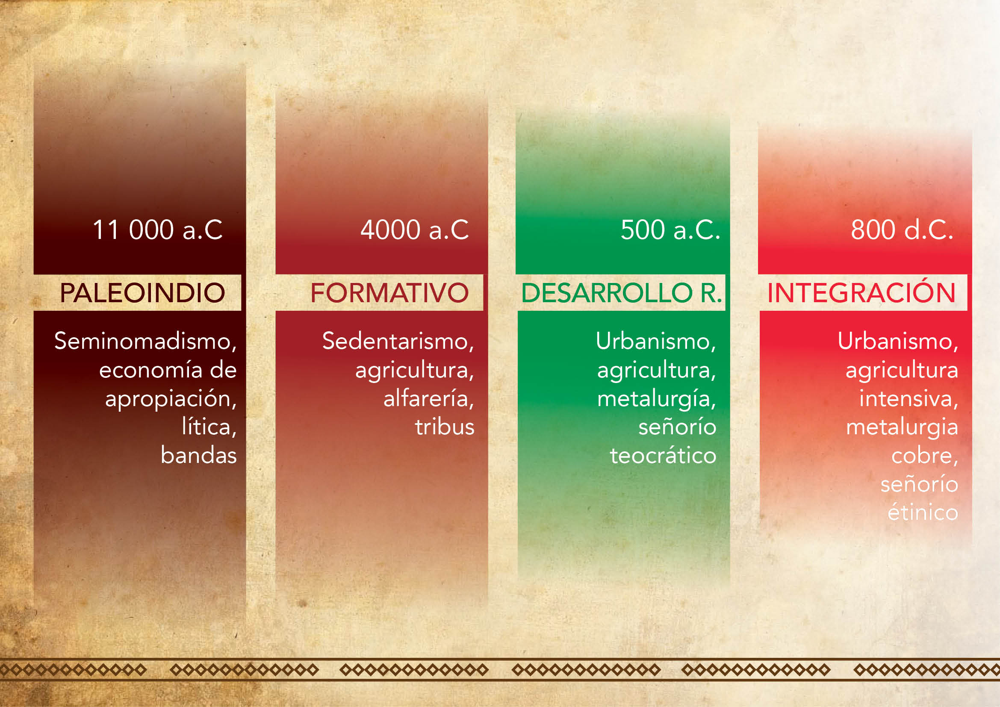 11 000 a.C
PALEOINDIO
Seminomadismo,
economía de
apropiación,
lítica,
bandas
4000 a.C
FORMATIVO
Sedentarismo,
agricultura,
alfarería,
tribus
500 a.C.
DESARROLLO R.
Urbanismo,
agricultura,
metalurgía,
señorío
teocrático
800 d.C.
INTEGRACIÓN
Urbanismo,
agricultura
intensiva,
metalurgia
cobre,
señorío
étinico